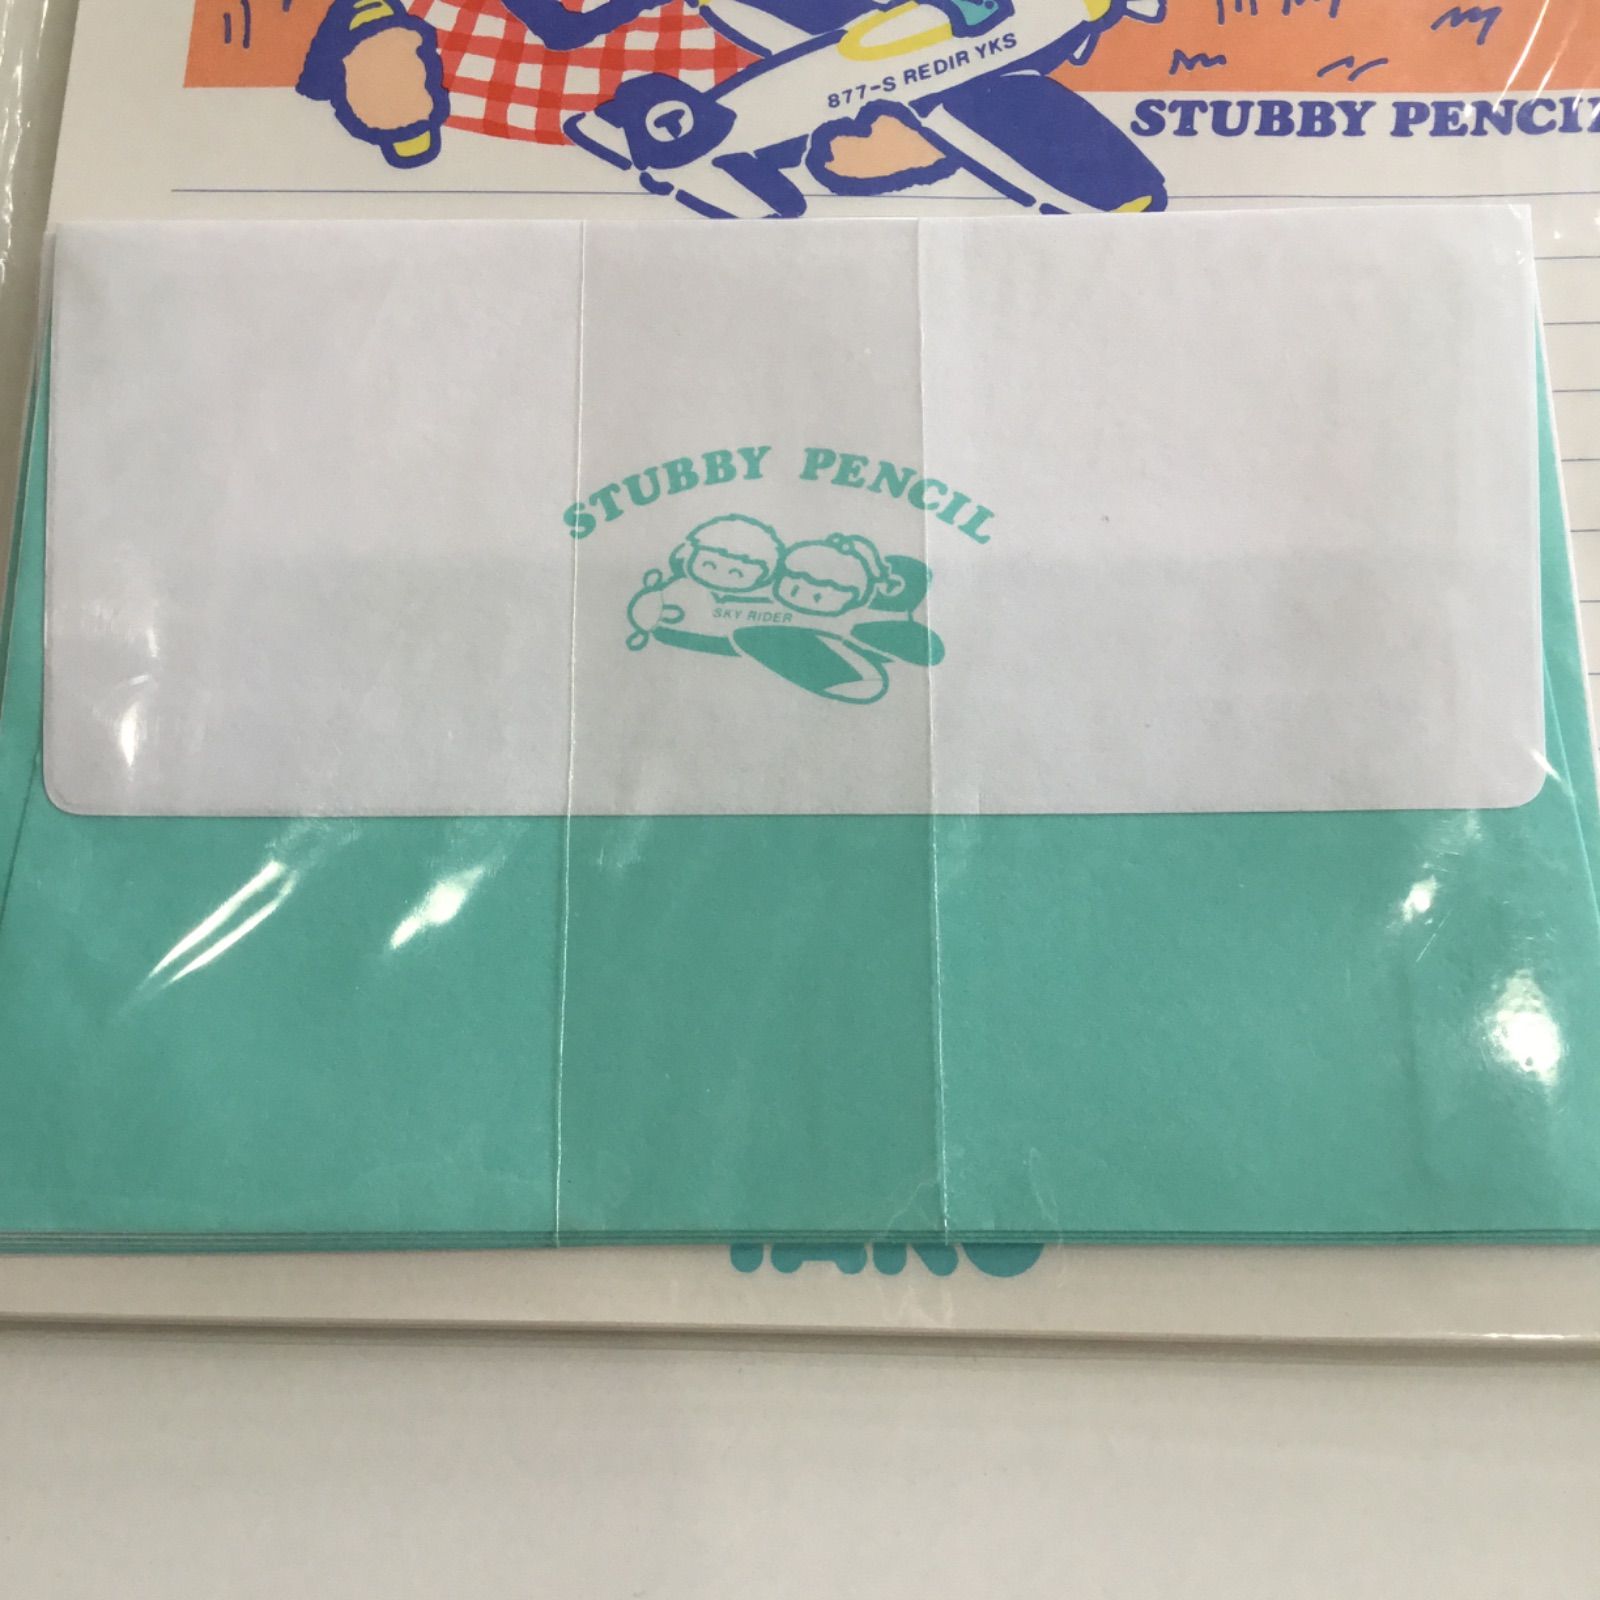 877-S REDIR YKS
STUBBY PENCIL
STUBBY PENCIL
SKY RIDER